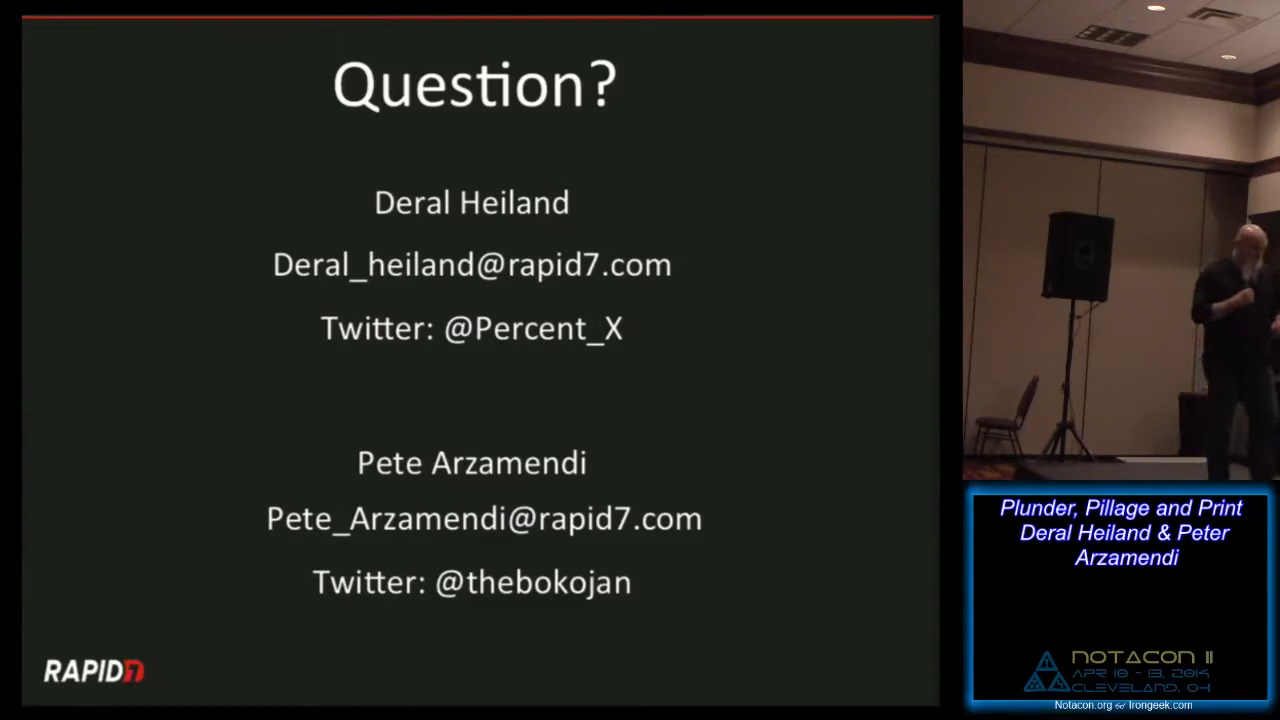 Question?
Deral Heiland
Deral_heiland@rapid7.com
Twitter: @Percent_X
Pete Arzamendi
Pete_Arzamendi@rapid7.com
Twitter: @thebokojan
RAPID7
Plunder, Pillage and Print
Deral Heiland & Peter
Arzamendi
NOTACON 11
APR 10 - 13, 2014
CLEVELAND, OH
Notacon.org or Irongeek.com